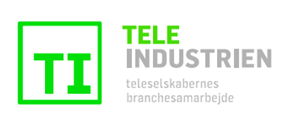 TI
TELE
INDUSTRIEN
teleselskabernes
branchesamarbejde